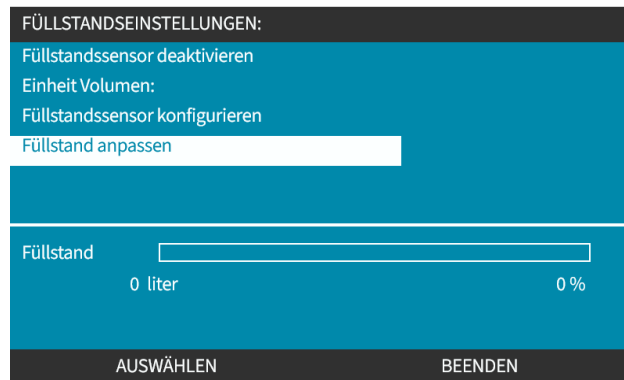 FÜLLSTANDSEINSTELLUNGEN:
Füllstandssensor deaktivieren
Einheit Volumen:
Füllstandssensor konfigurieren
Füllstand anpassen
Füllstand
0 liter 0 %
AUSWÄHLEN BEENDEN